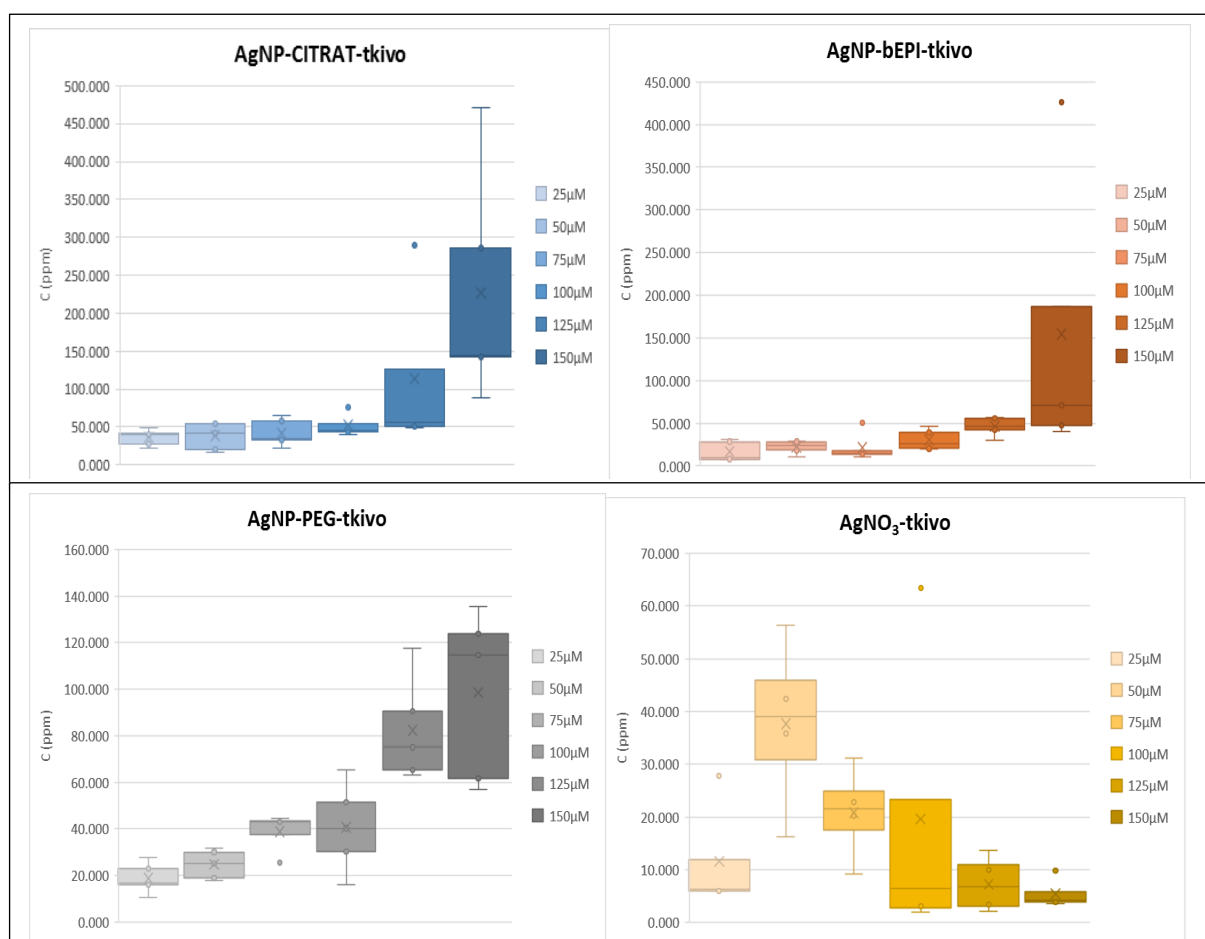 AgNP-CITRAT-tkivo
500.000
450.000
400.000
350.000
300.000
250.000
200.000
150.000
100.000
50.000
0.000
C (ppm)
25µM
50µM
75µM
100µM
125µM
150µM
AgNP-bEPI-tkivo
450.000
400.000
350.000
300.000
250.000
200.000
150.000
100.000
50.000
0.000
C (ppm)
25µM
50µM
75µM
100µM
125µM
150µM
AgNP-PEG-tkivo
160.000
140.000
120.000
100.000
80.000
60.000
40.000
20.000
0.000
C (ppm)
25µM
50µM
75µM
100µM
125µM
150µM
AgNO₃-tkivo
70.000
60.000
50.000
40.000
30.000
20.000
10.000
0.000
C (ppm)
25µM
50µM
75µM
100µM
125µM
150µM